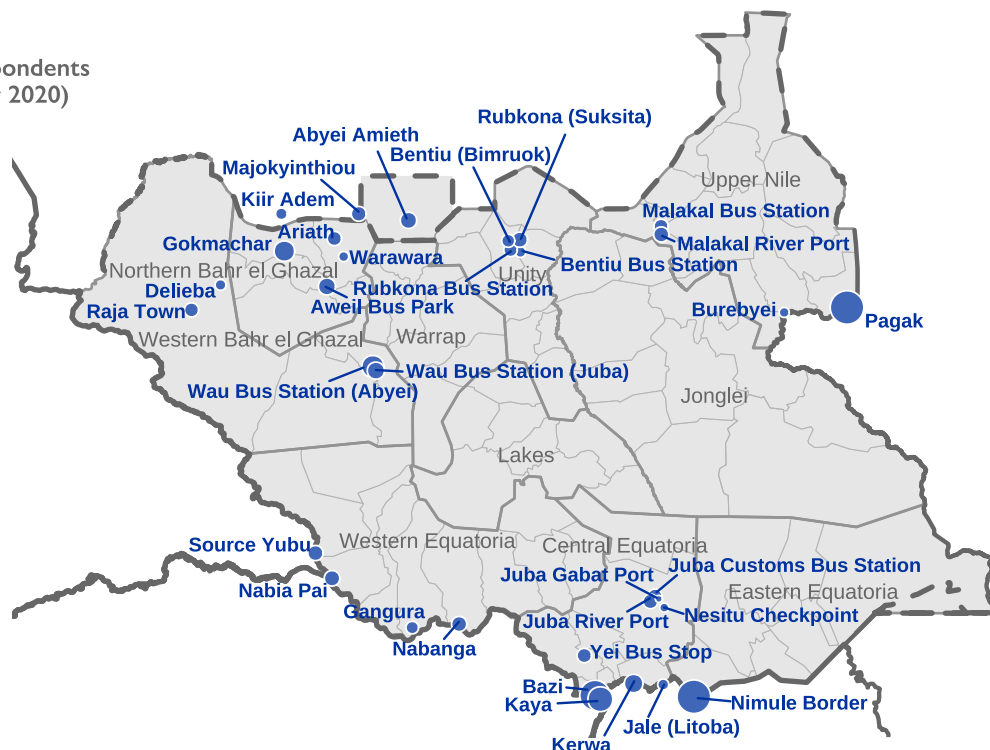 2020)
Rubkona (Suksita)
Abyei Amieth
Bentiu (Bimruok)
Majokyinthiou
Upper Nile
Kiir Adem
Malakal Bus Station
Ariath
Gokmachar
Malakal River Port
Warawara
Bentiu Bus Station
Northern Bahr el Ghazal
Unity
Delieba
Rubkona Bus Station
Aweil Bus Park
Raja Town
Burebyei
Pagak
Western Bahr el Ghazal
Warrap
Wau Bus Station (Juba)
Wau Bus Station (Abyei)
Jonglei
Lakes
Source Yubu
Western Equatoria
Central Equatoria
Juba Customs Bus Station
Juba Gabat Port
Nabia Pai
Eastern Equatoria
Gangura
Juba River Port
Nesitu Checkpoint
Nabanga
Yei Bus Stop
Bazi
Kaya
Nimule Border
Jale (Litoba)
Kerwa